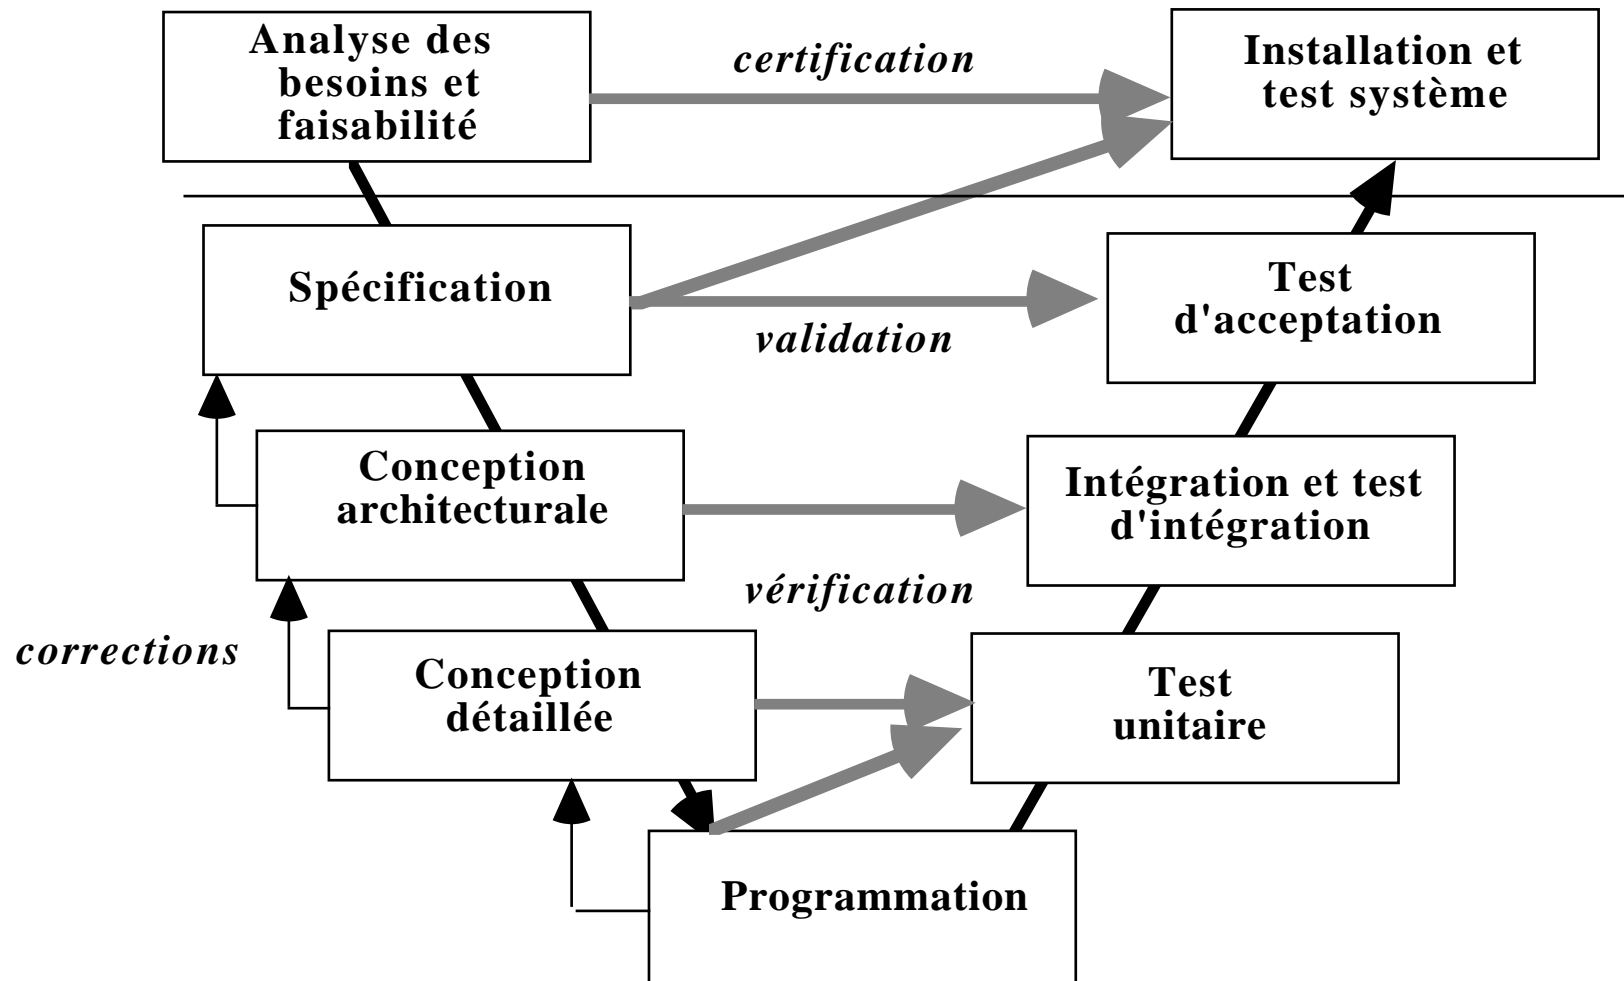 Analyse des
besoins et
faisabilité
certification
Installation et
test système
Spécification
validation
Test
d'acceptation
Conception
architecturale
Intégration et test
d'intégration
vérification
corrections
Conception
détaillée
Test
unitaire
Programmation